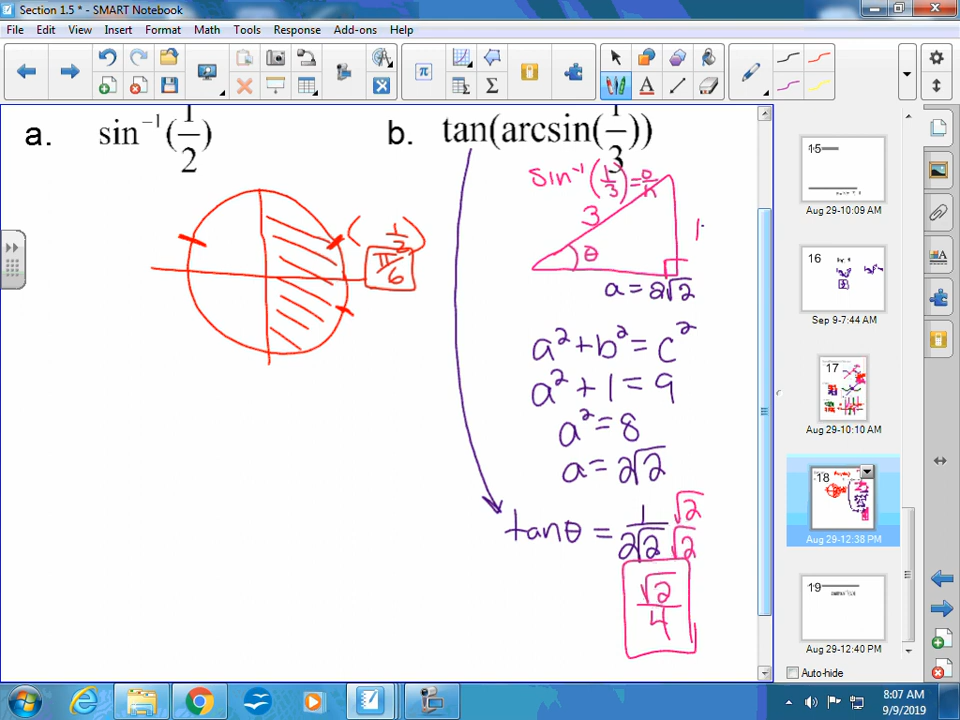 Section 1.5 * - SMART Notebook
File Edit View Insert Format Math Tools Response Add-ons Help
a. sin⁻¹(1/2)
b. tan(arcsin(1/3))
sin⁻¹(1/3) = o/h
3
1
θ
a = 2√2
( 1/2)
π/6
a² + b² = c²
a² + 1 = 9
a² = 8
a = 2√2
tanθ = 1/2√2 √2/√2
√2/4
15
Aug 29-10:09 AM
16
Sep 9-7:44 AM
17
Aug 29-10:10 AM
18
Aug 29-12:38 PM
19
Aug 29-12:40 PM
Auto-hide
8:07 AM
9/9/2019